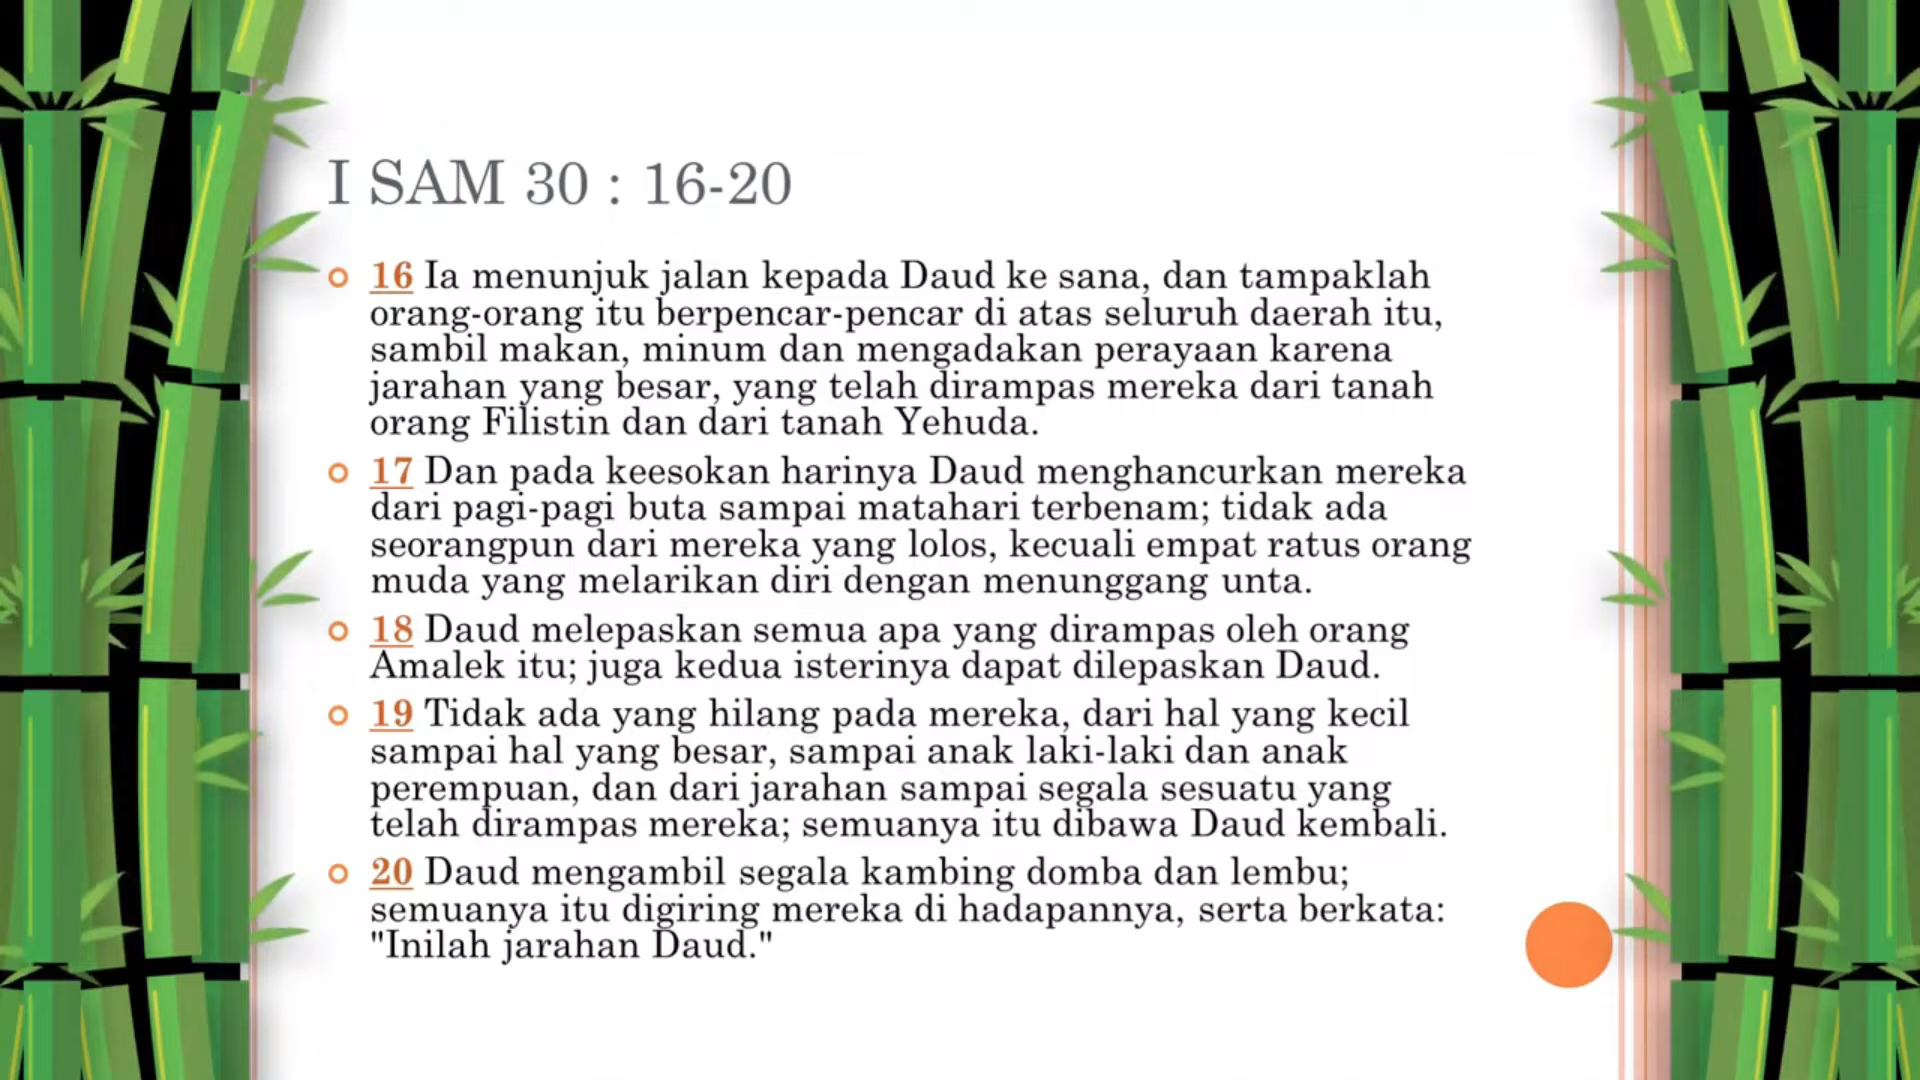 I SAM 30 : 16-20
16 Ia menunjuk jalan kepada Daud ke sana, dan tampaklah
orang-orang itu berpencar-pencar di atas seluruh daerah itu,
sambil makan, minum dan mengadakan perayaan karena
jarahan yang besar, yang telah dirampas mereka dari tanah
orang Filistin dan dari tanah Yehuda.
17 Dan pada keesokan harinya Daud menghancurkan mereka
dari pagi-pagi buta sampai matahari terbenam; tidak ada
seorangpun dari mereka yang lolos, kecuali empat ratus orang
muda yang melarikan diri dengan menunggang unta.
18 Daud melepaskan semua apa yang dirampas oleh orang
Amalek itu; juga kedua isterinya dapat dilepaskan Daud.
19 Tidak ada yang hilang pada mereka, dari hal yang kecil
sampai hal yang besar, sampai anak laki-laki dan anak
perempuan, dan dari jarahan sampai segala sesuatu yang
telah dirampas mereka; semuanya itu dibawa Daud kembali.
20 Daud mengambil segala kambing domba dan lembu;
semuanya itu digiring mereka di hadapannya, serta berkata:
"Inilah jarahan Daud."